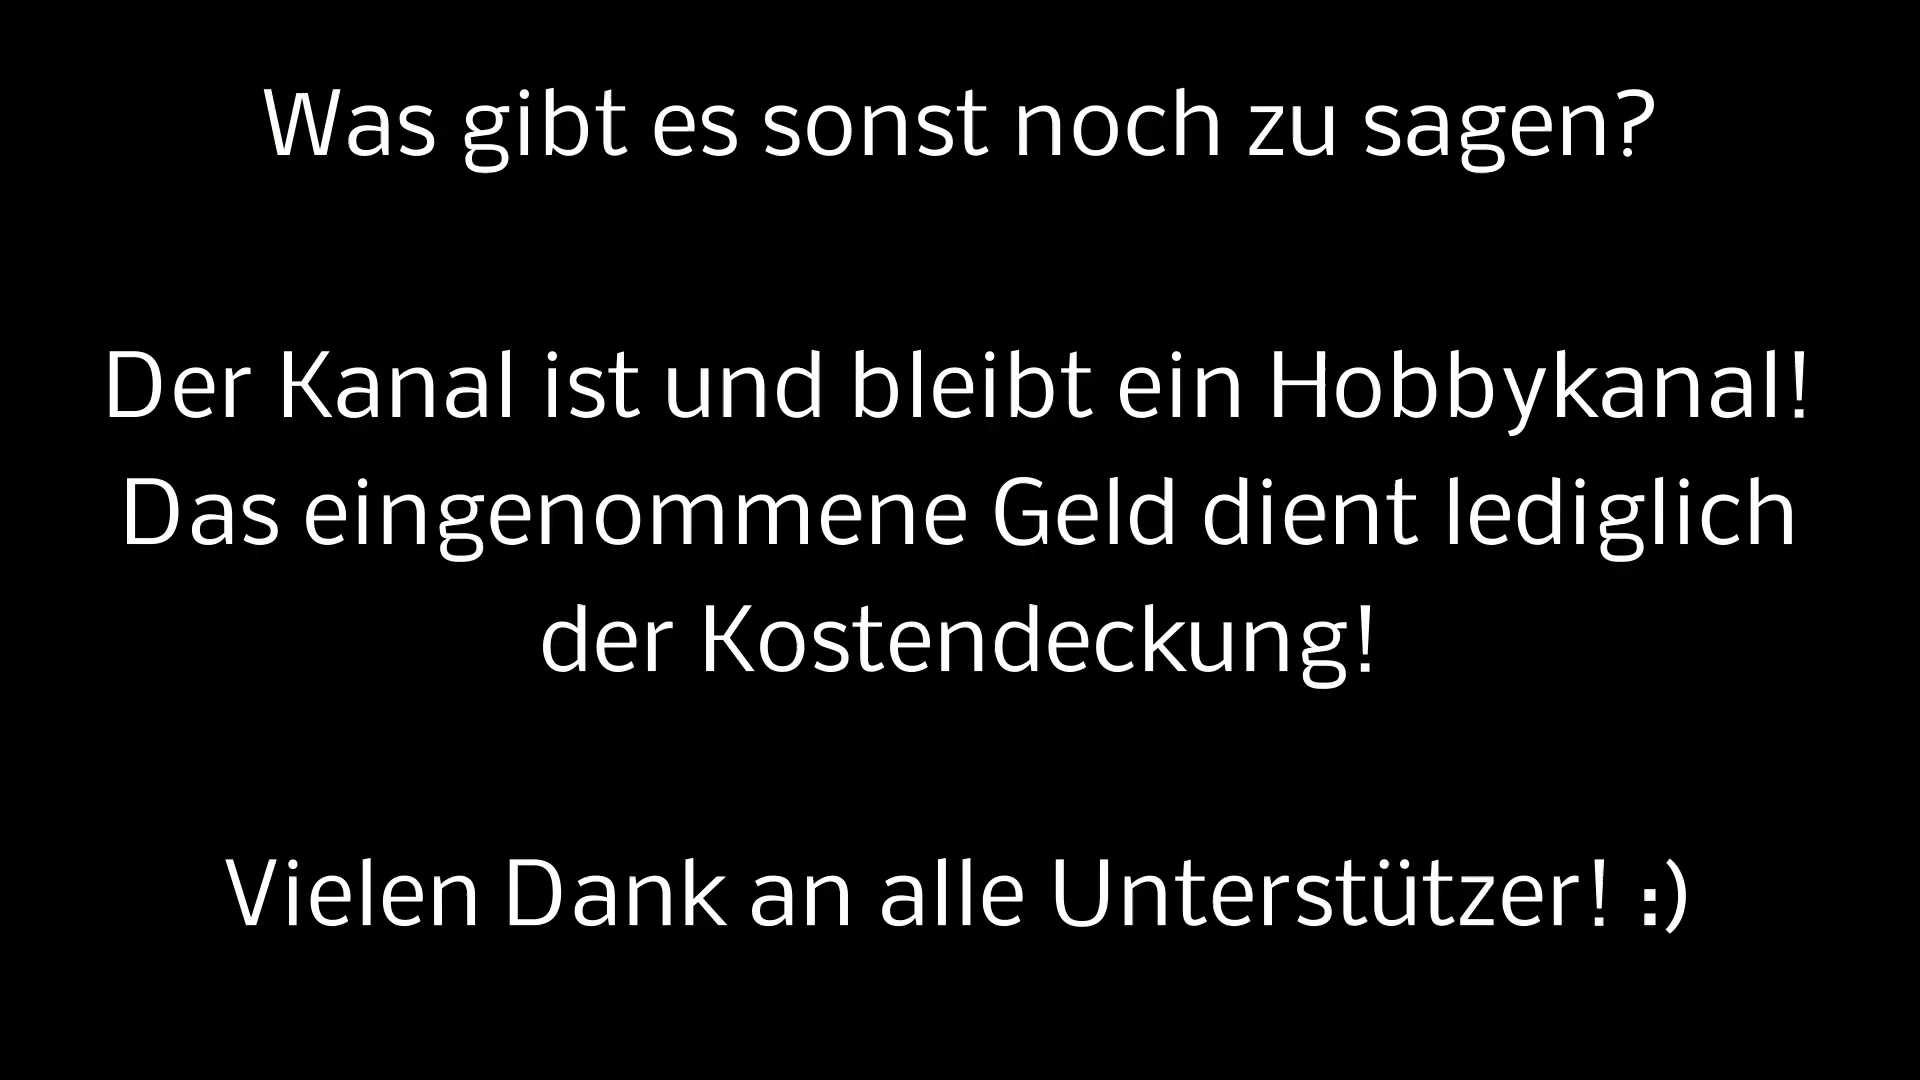 Was gibt es sonst noch zu sagen?
Der Kanal ist und bleibt ein Hobbykanal!
Das eingenommene Geld dient lediglich
der Kostendeckung!
Vielen Dank an alle Unterstützer! :)